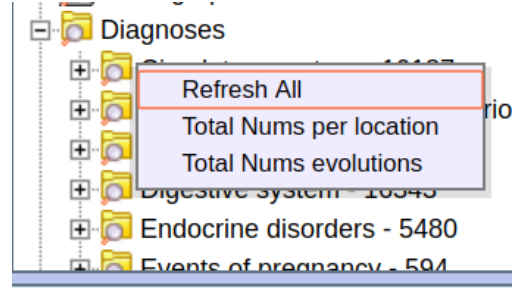 Diagnoses
Refresh All
rio
Total Nums per location
Total Nums evolutions
Digestive system - 10343
Endocrine disorders - 5480
Events of pregnancy - 594